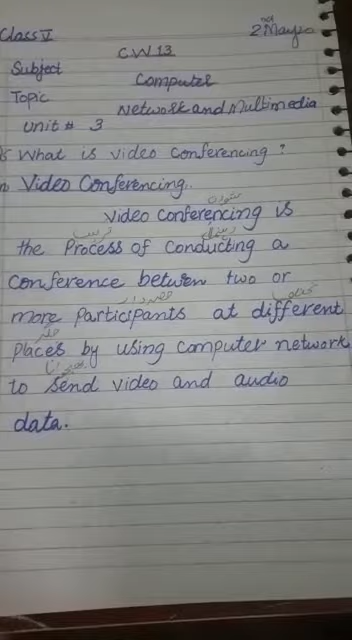 Class V
2nd May
C.W 13
Subject
Computer
Topic
Network and Multimedia
Unit # 3
What is video Conferencing ?
Video Conferencing.
Video Conferencing is
the Process of Conducting a
Conference between two or
more Participants at different
Places by using computer network
to send video and audio
data.